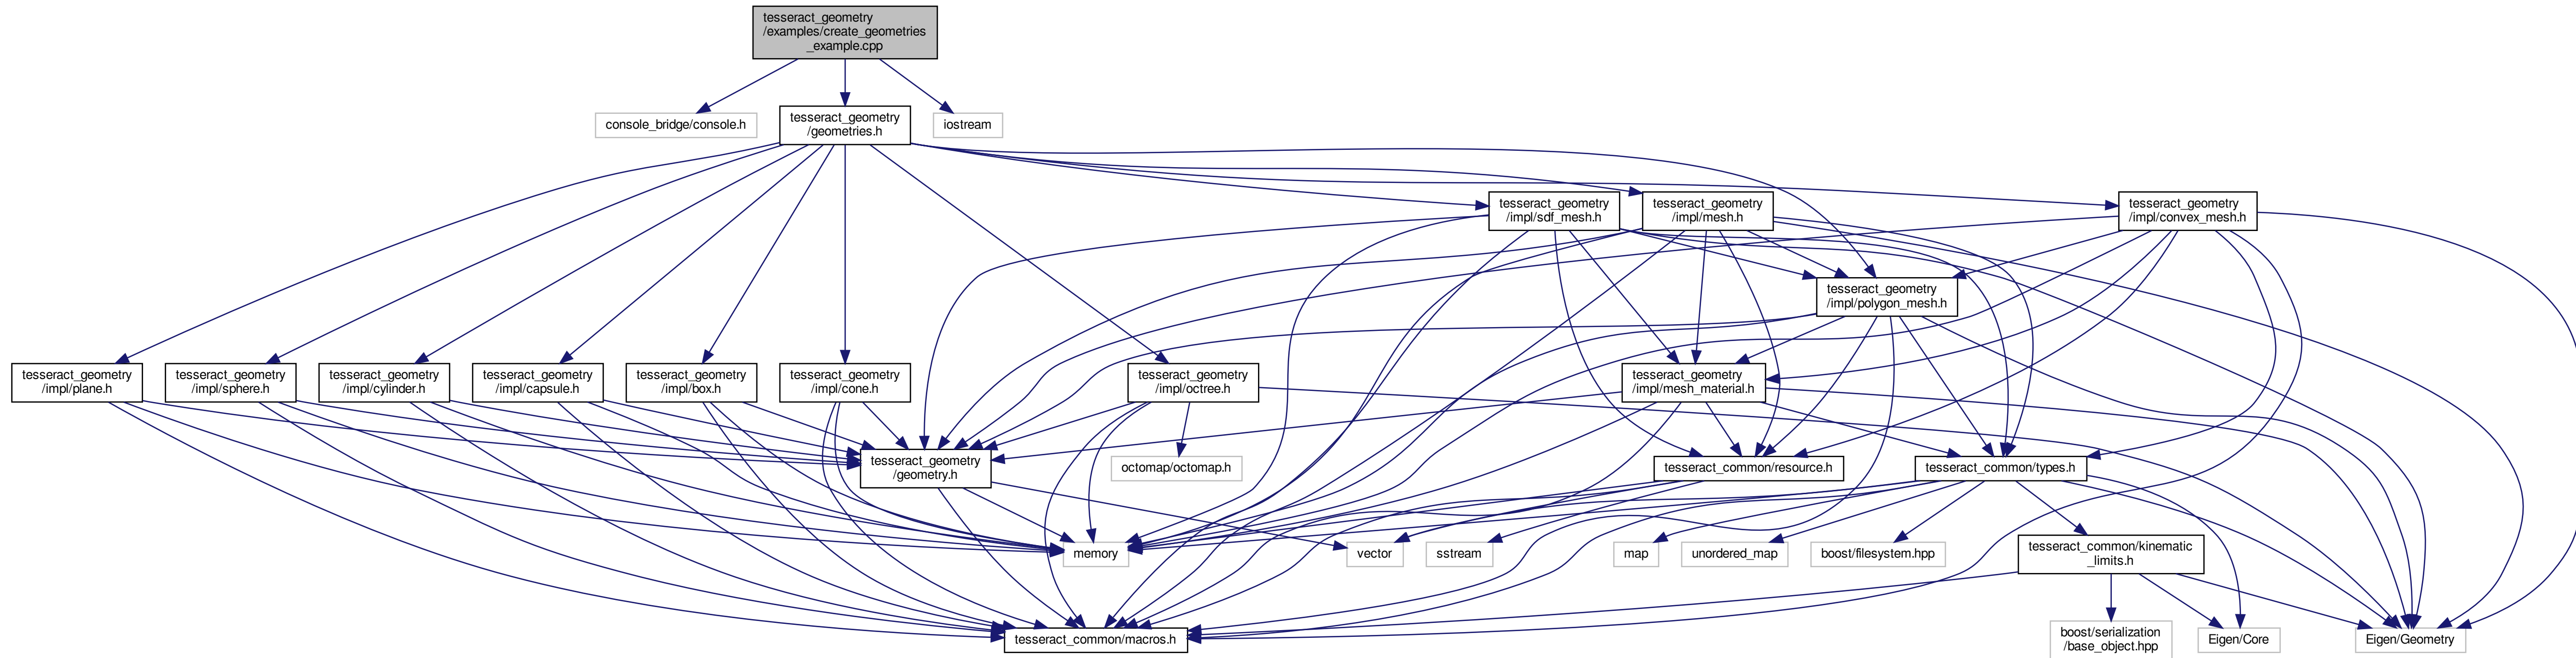 tesseract_geometry
/examples/create_geometries
_example.cpp
console_bridge/console.h
tesseract_geometry
/geometries.h
iostream
tesseract_geometry
/impl/sdf_mesh.h
tesseract_geometry
/impl/mesh.h
tesseract_geometry
/impl/convex_mesh.h
tesseract_geometry
/impl/polygon_mesh.h
tesseract_geometry
/impl/plane.h
tesseract_geometry
/impl/sphere.h
tesseract_geometry
/impl/cylinder.h
tesseract_geometry
/impl/capsule.h
tesseract_geometry
/impl/box.h
tesseract_geometry
/impl/cone.h
tesseract_geometry
/impl/octree.h
tesseract_geometry
/impl/mesh_material.h
tesseract_geometry
/geometry.h
octomap/octomap.h
tesseract_common/resource.h
tesseract_common/types.h
memory
vector
sstream
map
unordered_map
boost/filesystem.hpp
tesseract_common/kinematic
_limits.h
tesseract_common/macros.h
boost/serialization
/base_object.hpp
Eigen/Core
Eigen/Geometry